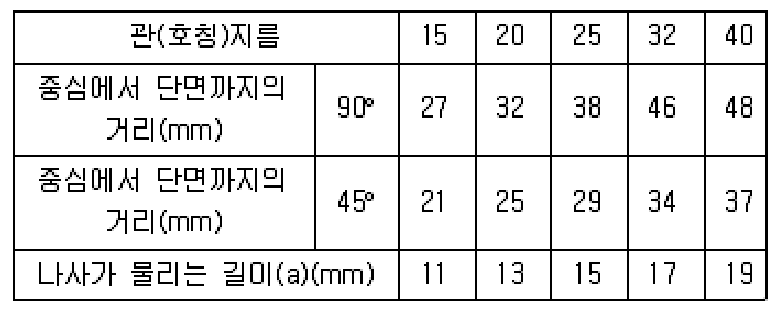 관(호칭)지름 15 20 25 32 40
중심에서 단면까지의
거리(mm) 90° 27 32 38 46 48
중심에서 단면까지의
거리(mm) 45° 21 25 29 34 37
나사가 물리는 길이(a)(mm) 11 13 15 17 19